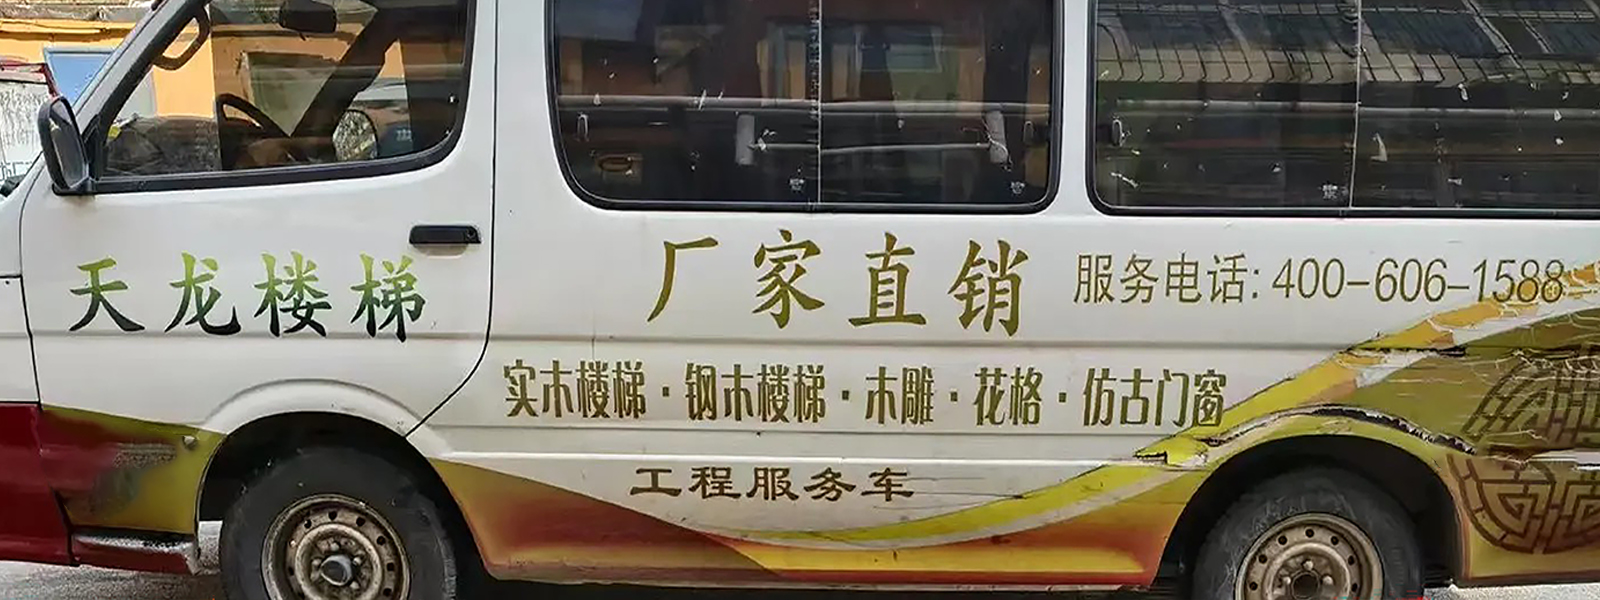 天龙楼梯
厂家直销
服务电话:400-606-1588
实木楼梯·钢木楼梯·木雕·花格·仿古门窗
工程服务车